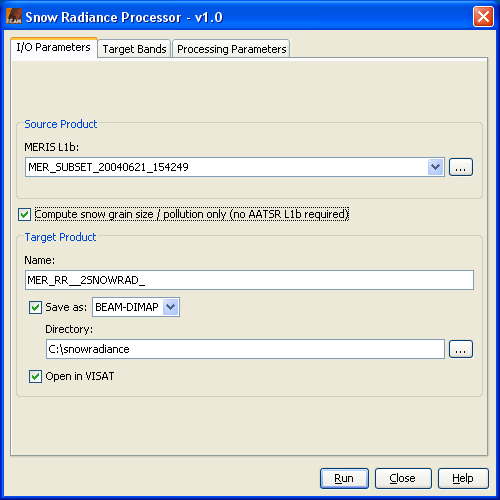 Snow Radiance Processor - v1.0
I/O Parameters Target Bands Processing Parameters
Source Product
MERIS L1b:
MER_SUBSET_20040621_154249 ...
Compute snow grain size / pollution only (no AATSR L1b required)
Target Product
Name:
MER_RR__2SNOWRAD_
Save as: BEAM-DIMAP
Directory:
C:\snowradiance ...
Open in VISAT
Run Close Help